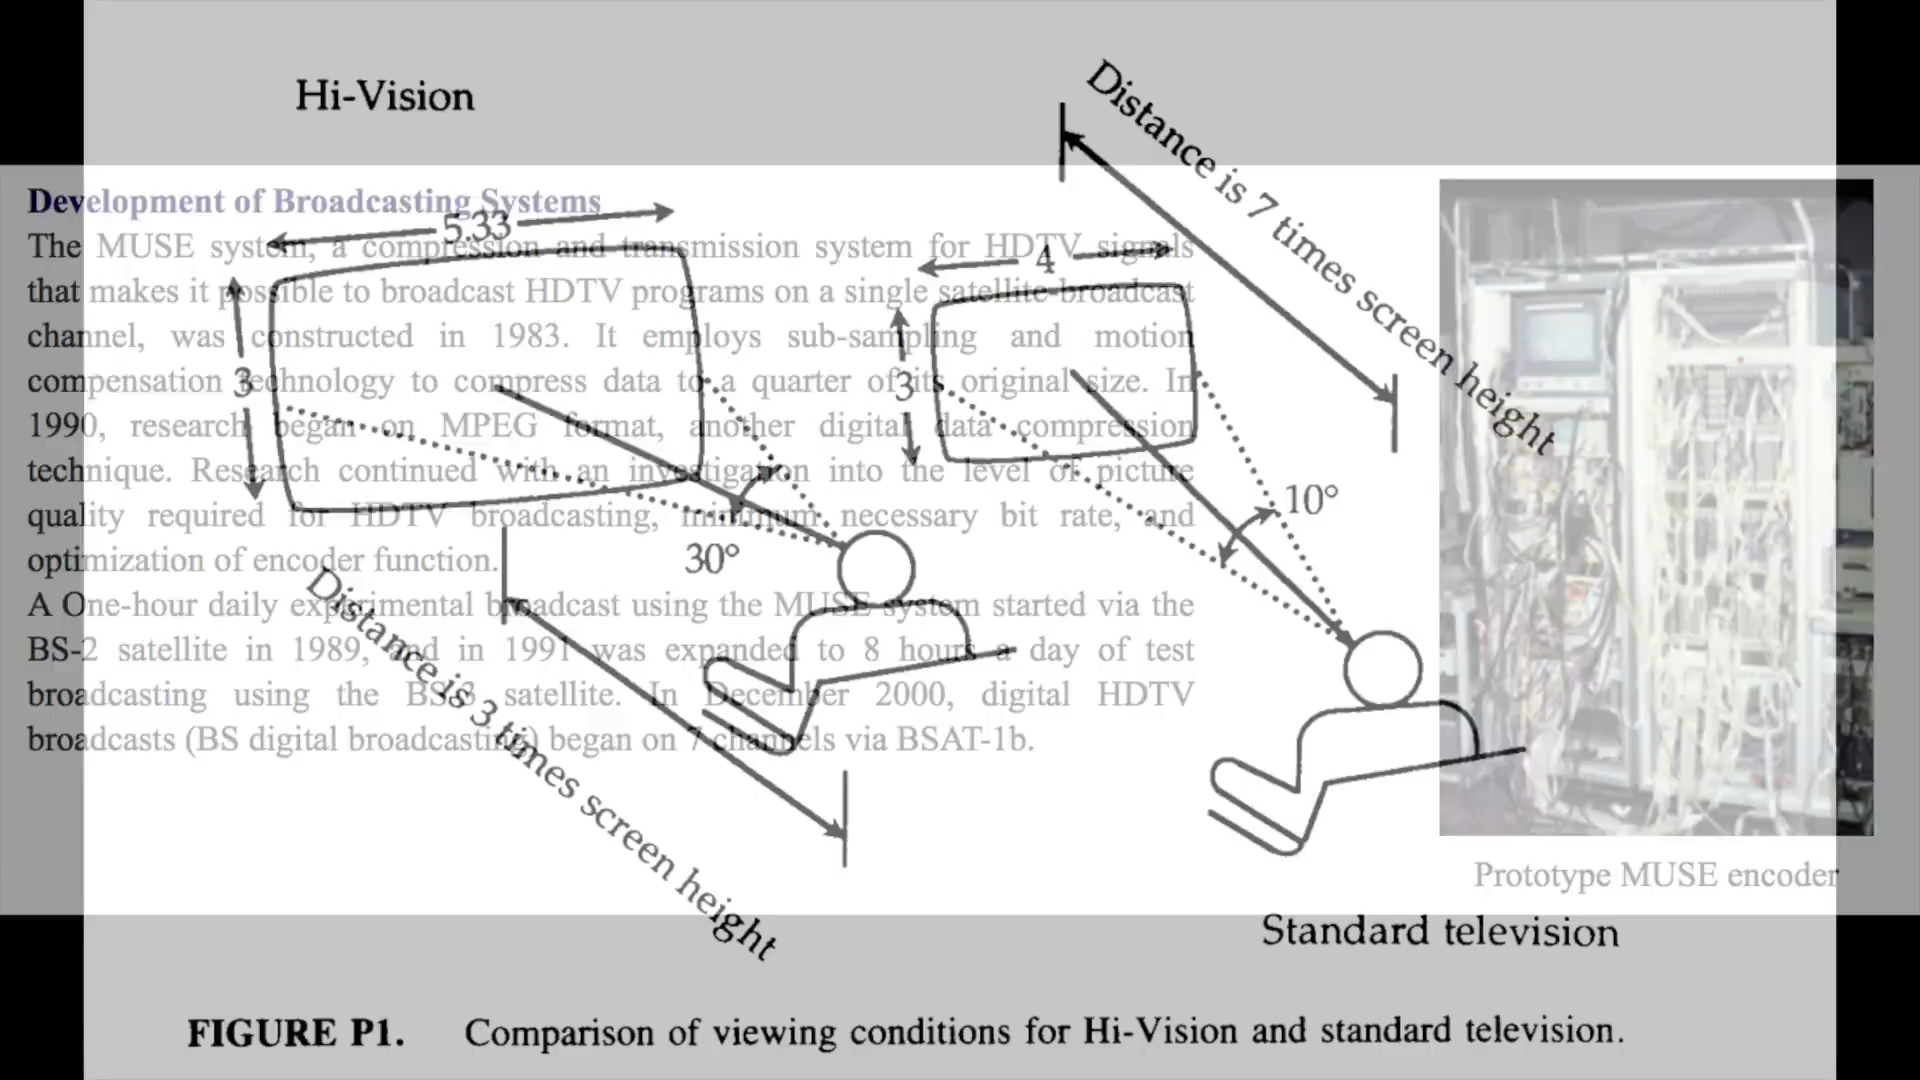 Hi-Vision
Distance is 7 times screen height
Development of Broadcasting Systems
5.33
The MUSE system, a compression and transmission system for HDTV signals
4
that makes it possible to broadcast HDTV programs on a single satellite-broadcast
channel, was constructed in 1983. It employs sub-sampling and motion
compensation technology to compress data to a quarter of its original size. In
3
3
1990, research began on MPEG format, another digital data compression
technique. Research continued with an investigation into the level of picture
10°
quality required for HDTV broadcasting, minimum necessary bit rate, and
30°
optimization of encoder function.
A One-hour daily experimental broadcast using the MUSE system started via the
BS-2 satellite in 1989, and in 1991 was expanded to 8 hours a day of test
broadcasting using the BS-3 satellite. In December 2000, digital HDTV
broadcasts (BS digital broadcasting) began on 7 channels via BSAT-1b.
Distance is 3 times screen height
Prototype MUSE encoder
Standard television
FIGURE P1. Comparison of viewing conditions for Hi-Vision and standard television.